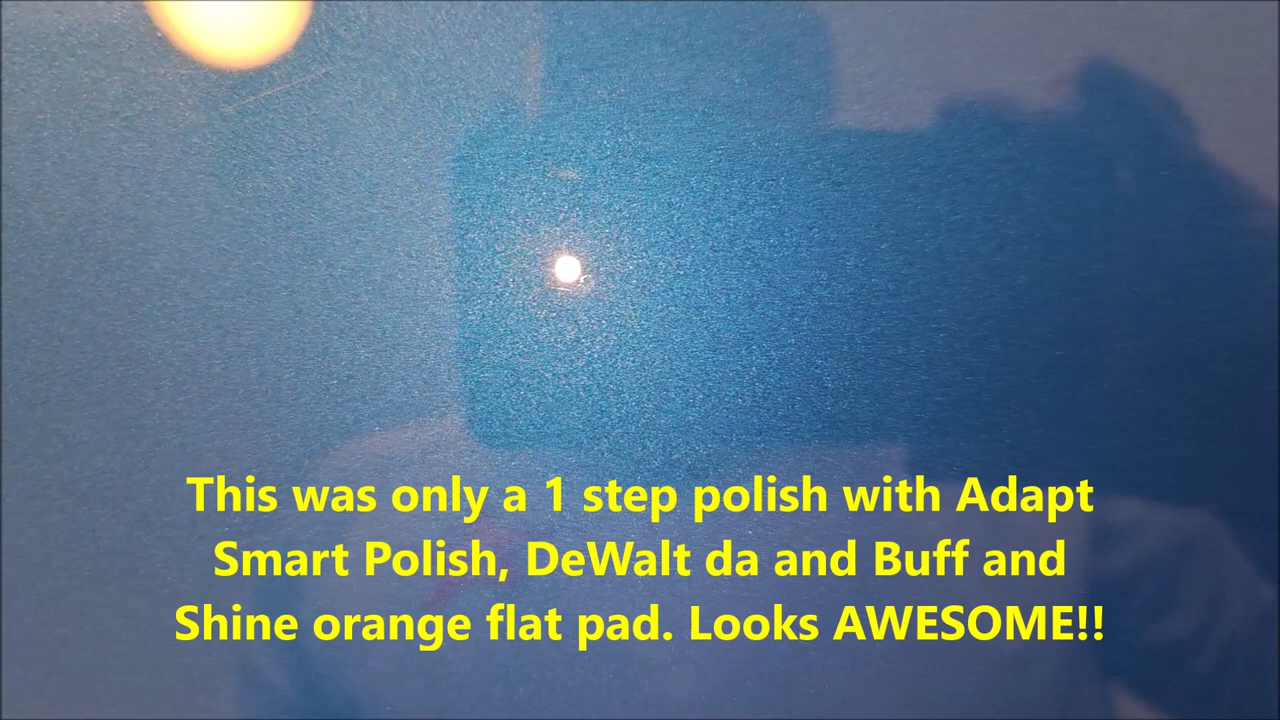 This was only a 1 step polish with Adapt
Smart Polish, DeWalt da and Buff and
Shine orange flat pad. Looks AWESOME!!